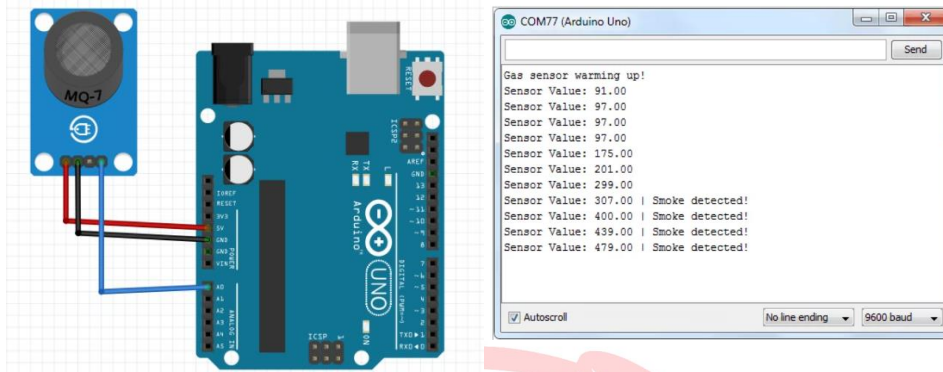 MQ-7
RESET
ICSP2
AREF
GND
13
12
~11
~10
~9
8
7
~6
~5
4
~3
2
TXD►1
RXD◄0
DIGITAL (PWM~)
L
TX
RX
Arduino™
UNO
ON
ICSP
IOREF
RESET
3V3
5V
GND
GND
VIN
POWER
A0
A1
A2
A3
A4
A5
ANALOG IN
COM77 (Arduino Uno)
Send
Gas sensor warming up!
Sensor Value: 91.00
Sensor Value: 97.00
Sensor Value: 97.00
Sensor Value: 97.00
Sensor Value: 175.00
Sensor Value: 201.00
Sensor Value: 299.00
Sensor Value: 307.00 | Smoke detected!
Sensor Value: 400.00 | Smoke detected!
Sensor Value: 439.00 | Smoke detected!
Sensor Value: 479.00 | Smoke detected!
Autoscroll
No line ending
9600 baud